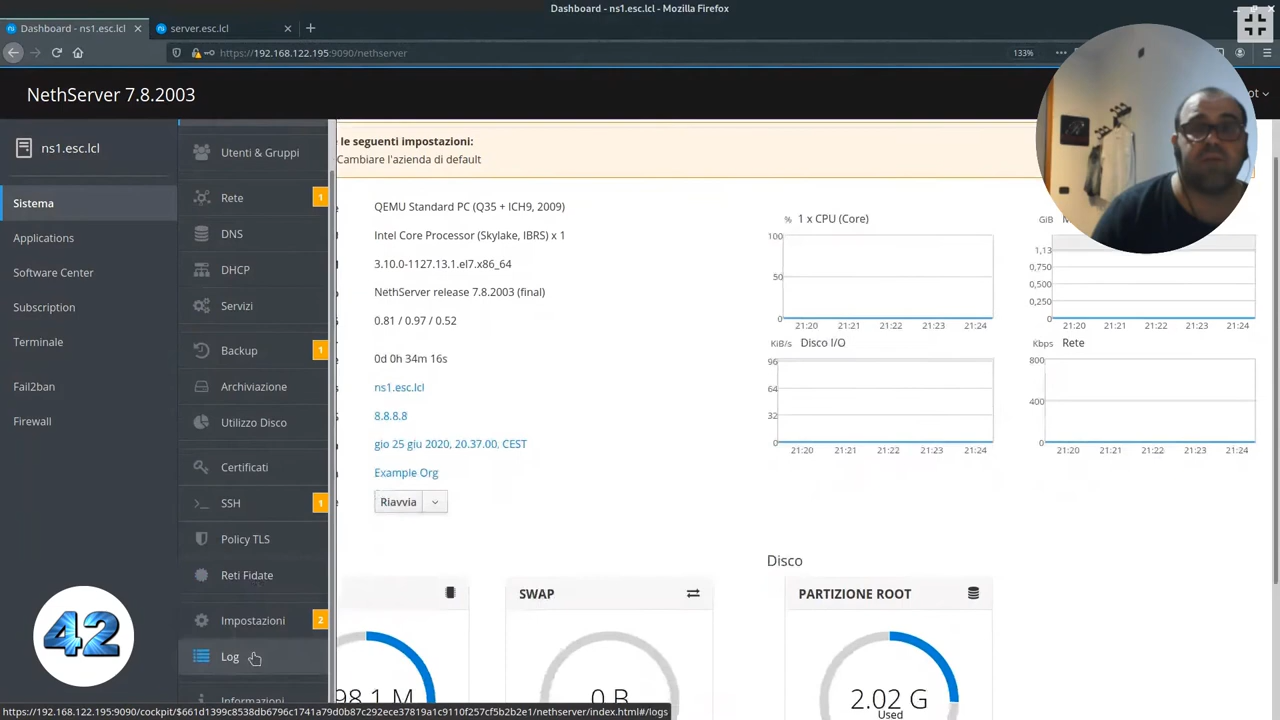 Dashboard - ns1.esc.lcl - Mozilla Firefox
Dashboard - ns1.esc.lcl
server.esc.lcl
https://192.168.122.195:9090/nethserver
133%
NethServer 7.8.2003
ns1.esc.lcl
Sistema
Applications
Software Center
Subscription
Terminale
Fail2ban
Firewall
Utenti & Gruppi
Rete 1
DNS
DHCP
Servizi
Backup 1
Archiviazione
Utilizzo Disco
Certificati
SSH 1
Policy TLS
Reti Fidate
Impostazioni 2
Log
Informazioni
le seguenti impostazioni:
Cambiare l'azienda di default
QEMU Standard PC (Q35 + ICH9, 2009)
Intel Core Processor (Skylake, IBRS) x 1
3.10.0-1127.13.1.el7.x86_64
NethServer release 7.8.2003 (final)
0.81 / 0.97 / 0.52
0d 0h 34m 16s
ns1.esc.lcl
8.8.8.8
gio 25 giu 2020, 20.37.00, CEST
Example Org
Riavvia
% 1 x CPU (Core)
100
50
0
21:20 21:21 21:22 21:23 21:24
GiB
1,13
0,750
0,500
0,250
0
21:20 21:21 21:22 21:23 21:24
KiB/s Disco I/O
96
64
32
0
21:20 21:21 21:22 21:23 21:24
Kbps Rete
800
400
0
21:20 21:21 21:22 21:23 21:24
Disco
SWAP
0 B
PARTIZIONE ROOT
2.02 G
Used
42
https://192.168.122.195:9090/cockpit/$661d1399c8538db6796c1741a79d0b87c292ece37819a1c9110f257cf5b2b2e1/nethserver/index.html#/logs